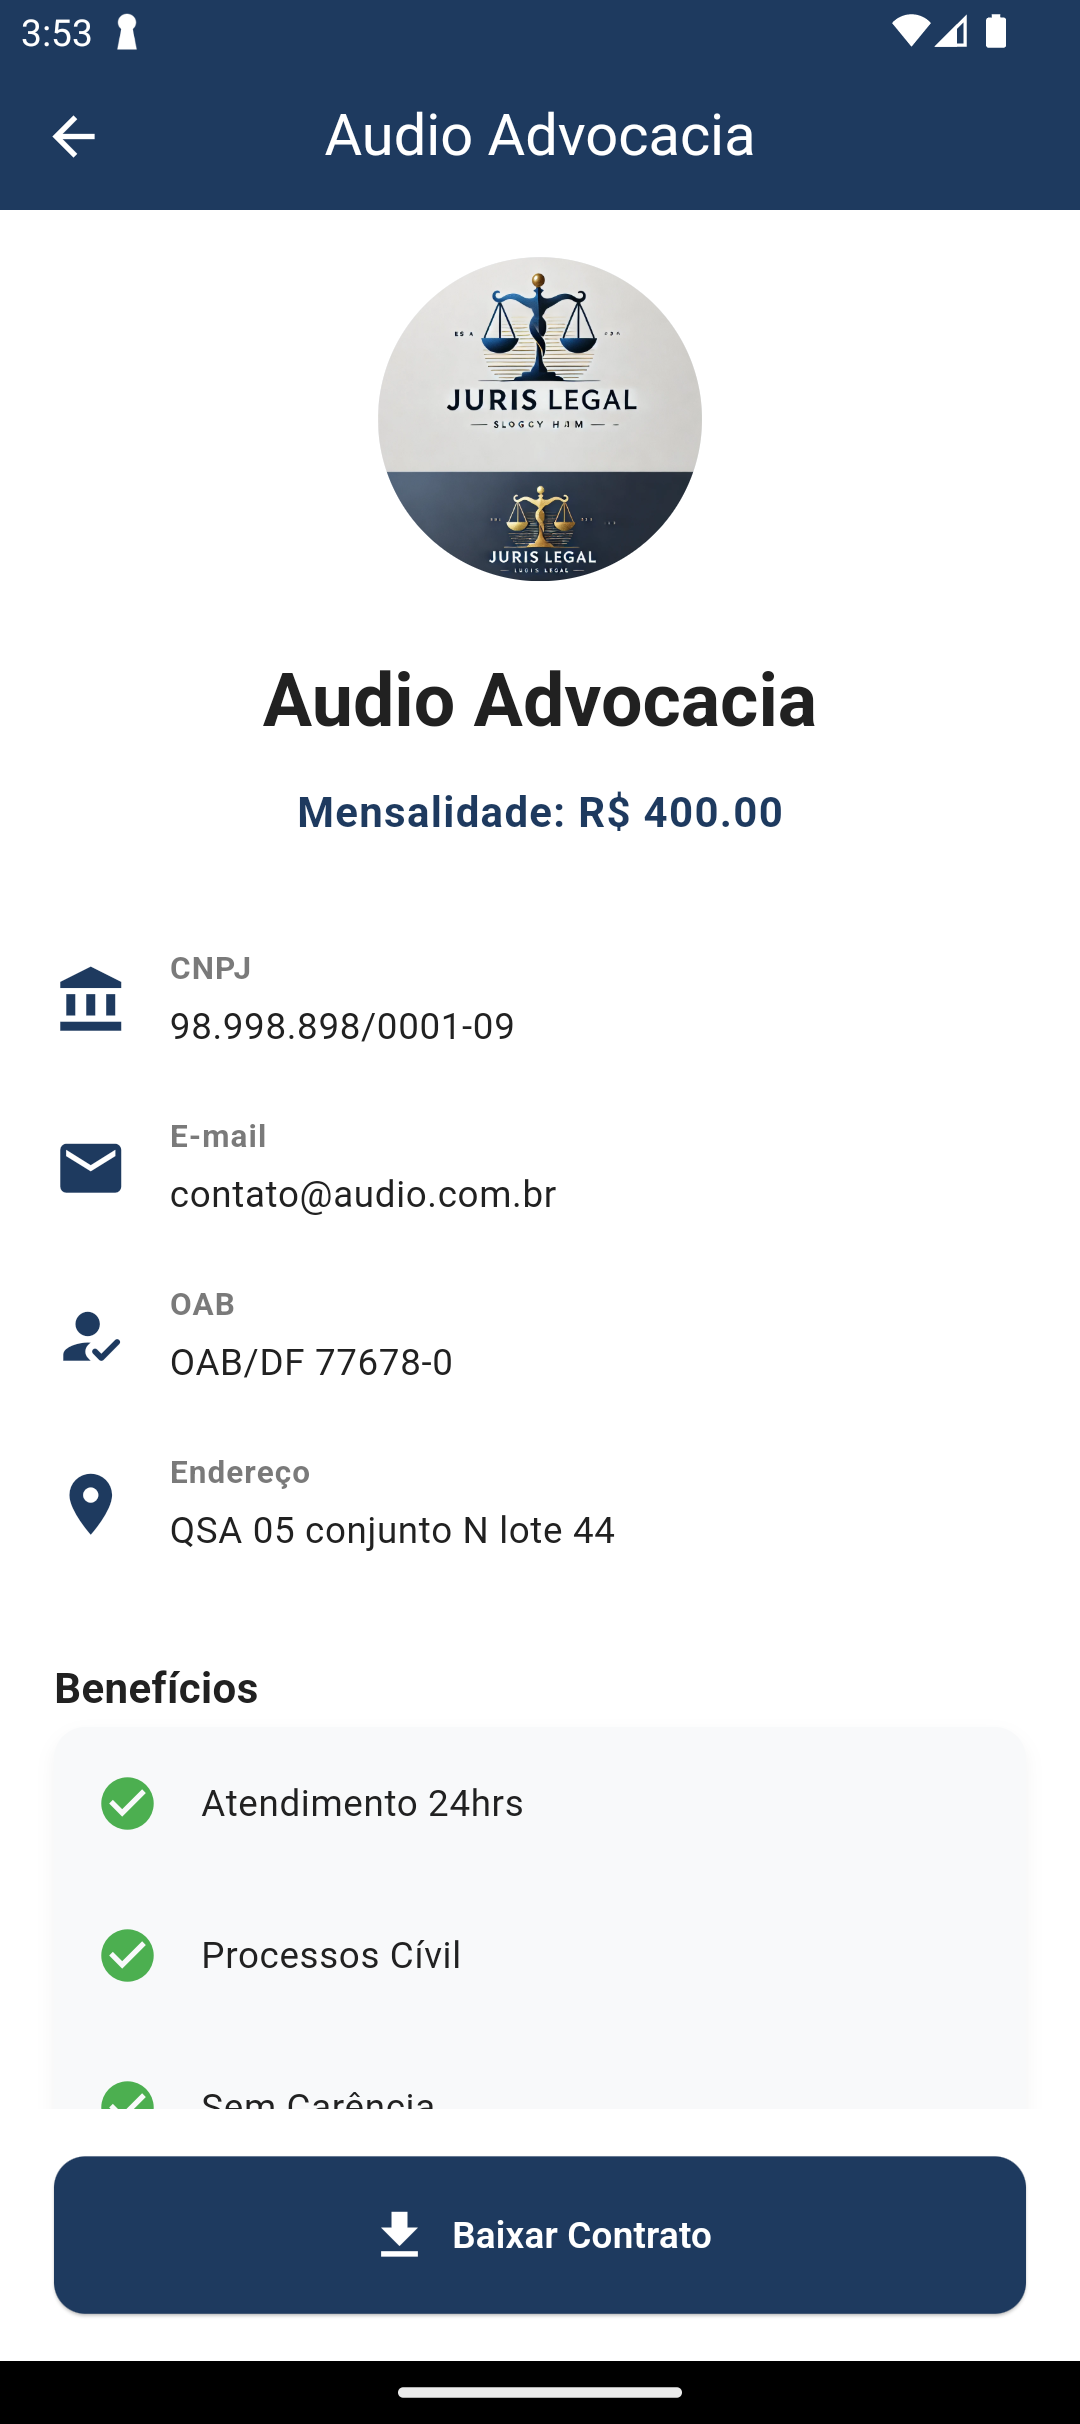 3:53
Audio Advocacia
JURIS LEGAL
SLOGCY
JURIS LEGAL
Audio Advocacia
Mensalidade: R$ 400.00
CNPJ
98.998.898/0001-09
E-mail
contato@audio.com.br
OAB
OAB/DF 77678-0
Endereço
QSA 05 conjunto N lote 44
Benefícios
Atendimento 24hrs
Processos Cívil
Sem Carência
Baixar Contrato